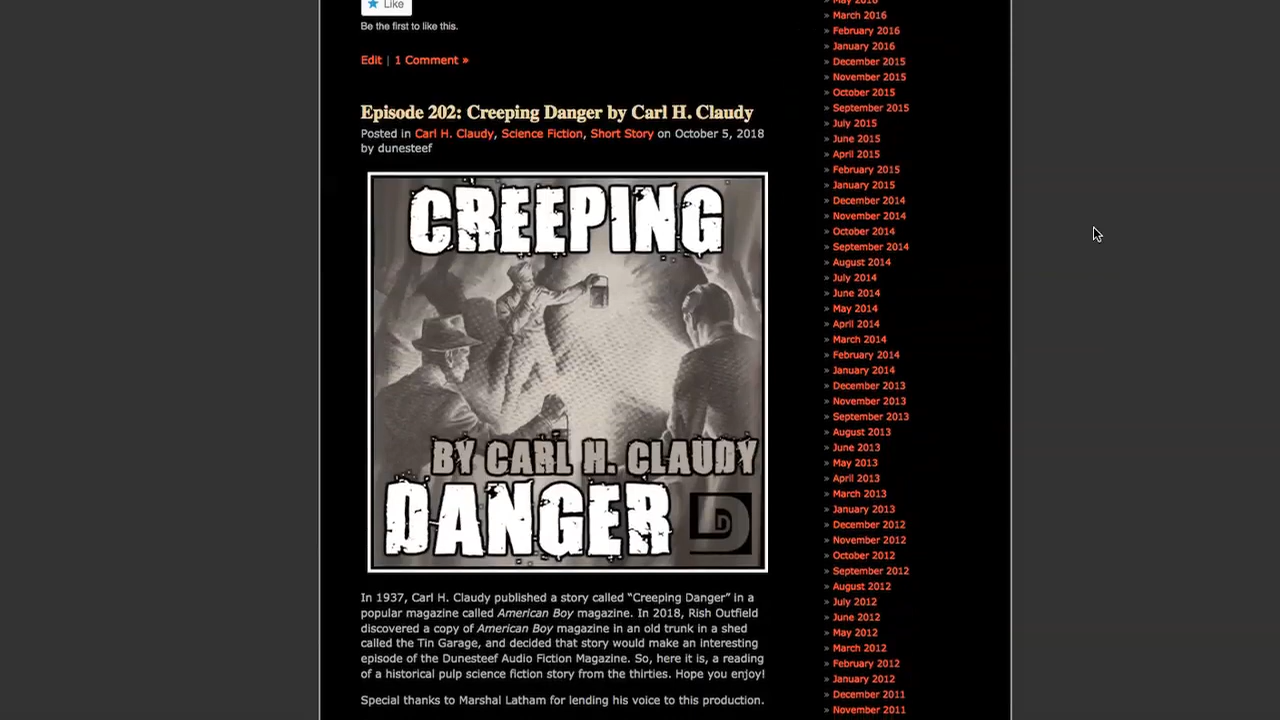 Like
Be the first to like this.
Edit | 1 Comment »
Episode 202: Creeping Danger by Carl H. Claudy
Posted in Carl H. Claudy, Science Fiction, Short Story on October 5, 2018
by dunesteef
CREEPING
BY CARL H. CLAUDY
DANGER
D
In 1937, Carl H. Claudy published a story called “Creeping Danger” in a
popular magazine called American Boy magazine. In 2018, Rish Outfield
discovered a copy of American Boy magazine in an old trunk in a shed
called the Tin Garage, and decided that story would make an interesting
episode of the Dunesteef Audio Fiction Magazine. So, here it is, a reading
of a historical pulp science fiction story from the thirties. Hope you enjoy!
Special thanks to Marshal Latham for lending his voice to this production.
» May 2016
» March 2016
» February 2016
» January 2016
» December 2015
» November 2015
» October 2015
» September 2015
» July 2015
» June 2015
» April 2015
» February 2015
» January 2015
» December 2014
» November 2014
» October 2014
» September 2014
» August 2014
» July 2014
» June 2014
» May 2014
» April 2014
» March 2014
» February 2014
» January 2014
» December 2013
» November 2013
» September 2013
» August 2013
» June 2013
» May 2013
» April 2013
» March 2013
» January 2013
» December 2012
» November 2012
» October 2012
» September 2012
» August 2012
» July 2012
» June 2012
» May 2012
» March 2012
» February 2012
» January 2012
» December 2011
» November 2011